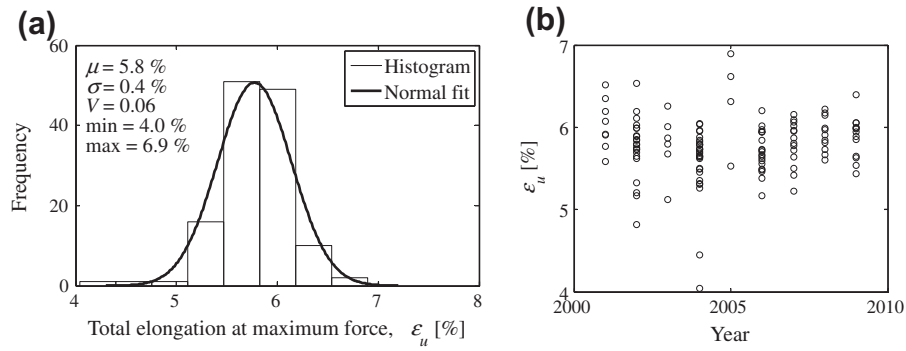 (a)
60
40
20
0
Frequency
μ = 5.8 %
σ = 0.4 %
V = 0.06
min = 4.0 %
max = 6.9 %
Histogram
Normal fit
4 5 6 7 8
Total elongation at maximum force, εu [%]
(b)
7
6
5
4
εu [%]
2000 2005 2010
Year